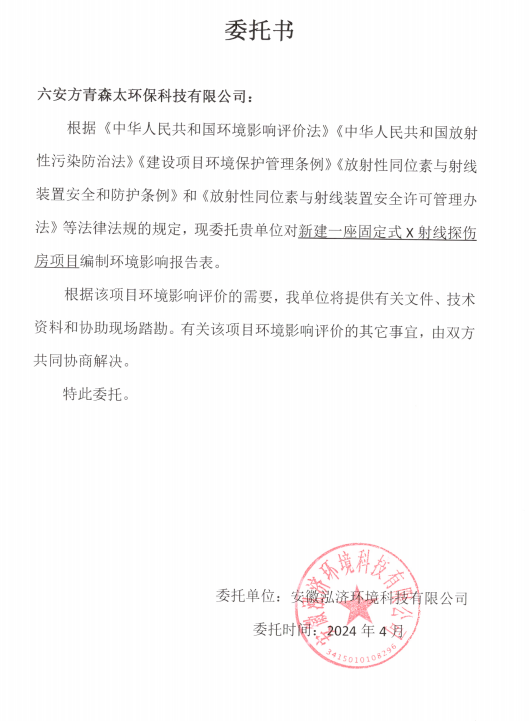 委托书
六安方青森太环保科技有限公司：
根据《中华人民共和国环境影响评价法》《中华人民共和国放射
性污染防治法》《建设项目环境保护管理条例》《放射性同位素与射线
装置安全和防护条例》和《放射性同位素与射线装置安全许可管理办
法》等法律法规的规定，现委托贵单位对新建一座固定式 X 射线探伤
房项目编制环境影响报告表。
根据该项目环境影响评价的需要，我单位将提供有关文件、技术
资料和协助现场踏勘。有关该项目环境影响评价的其它事宜，由双方
共同协商解决。
特此委托。
委托单位：安徽泓济环境科技有限公司
委托时间：2024 年 4 月
安徽泓济环境科技有限公司
3415010108296